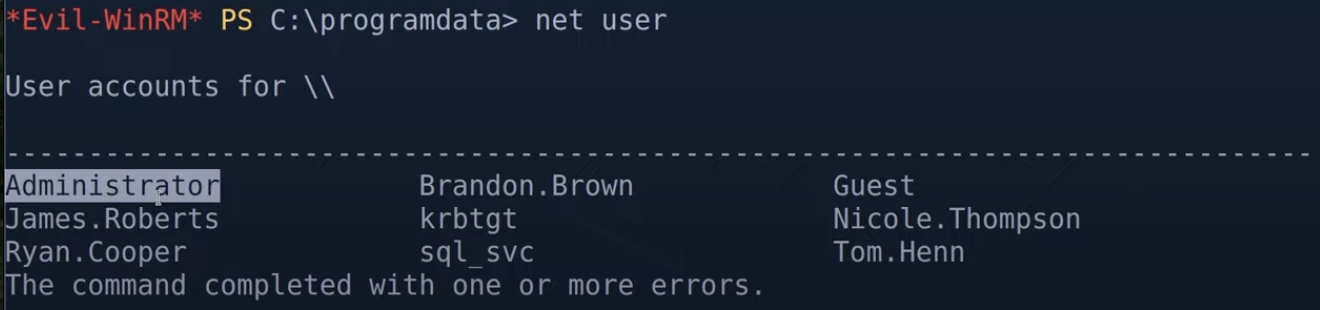 *Evil-WinRM* PS C:\programdata> net user
User accounts for \\
-------------------------------------------------------------------------------
Administrator            Brandon.Brown            Guest
James.Roberts            krbtgt                   Nicole.Thompson
Ryan.Cooper              sql_svc                  Tom.Henn
The command completed with one or more errors.